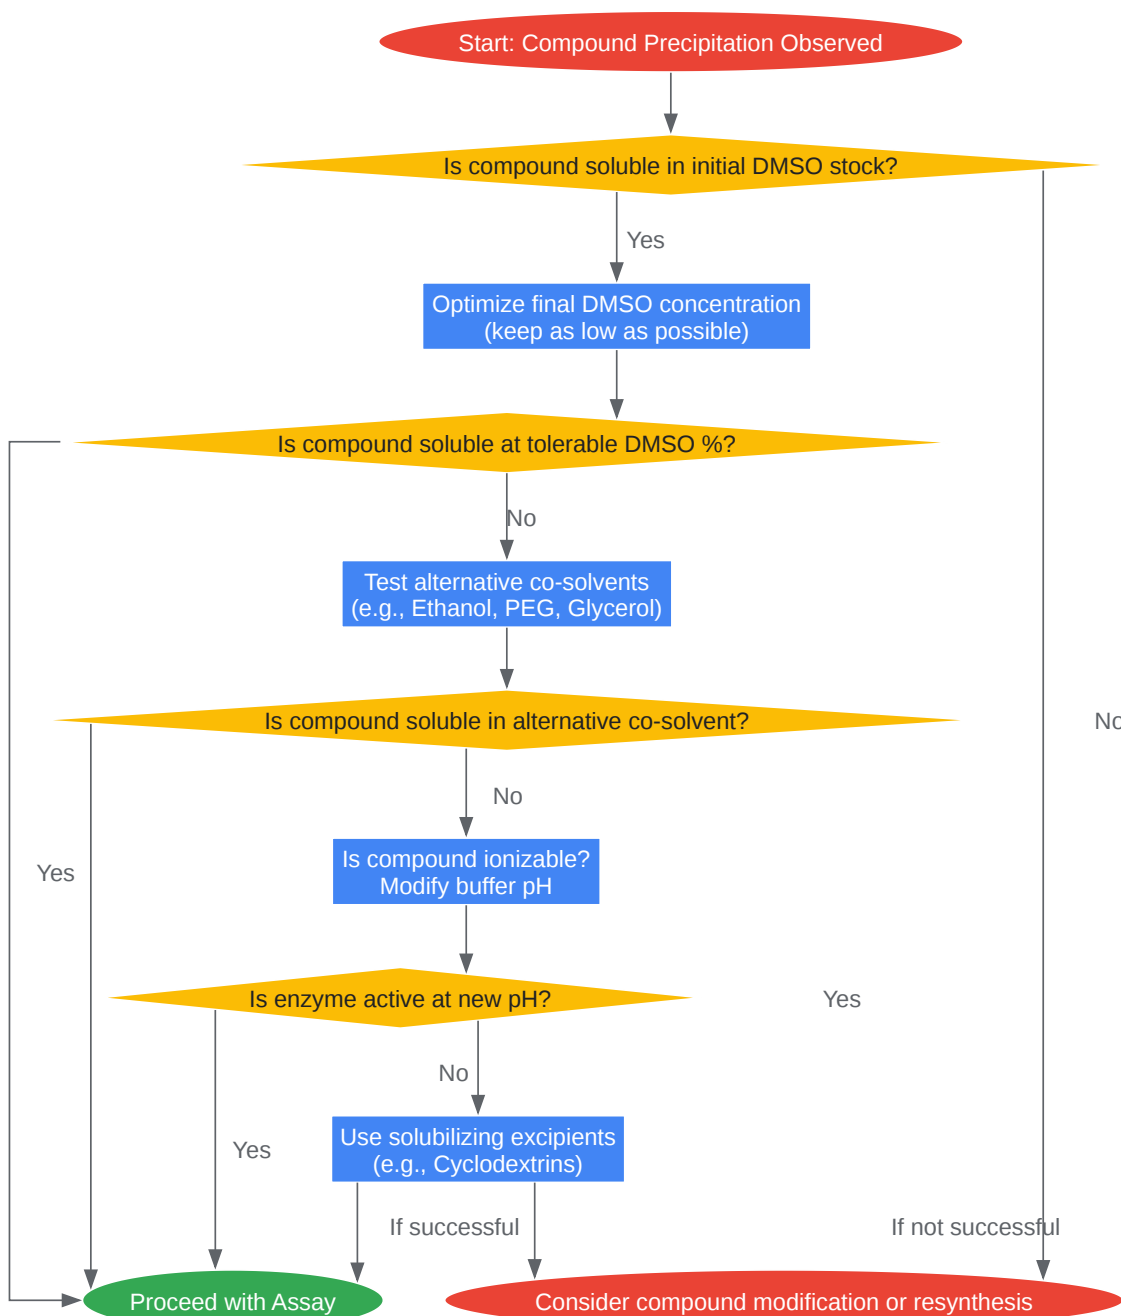 Start: Compound Precipitation Observed
Is compound soluble in initial DMSO stock?
Yes
Optimize final DMSO concentration
(keep as low as possible)
Is compound soluble at tolerable DMSO %?
No
Test alternative co-solvents
(e.g., Ethanol, PEG, Glycerol)
Is compound soluble in alternative co-solvent?
No
No
Is compound ionizable?
Modify buffer pH
Yes
Is enzyme active at new pH?
Yes
No
Use solubilizing excipients
(e.g., Cyclodextrins)
Yes
If successful
If not successful
Proceed with Assay
Consider compound modification or resynthesis